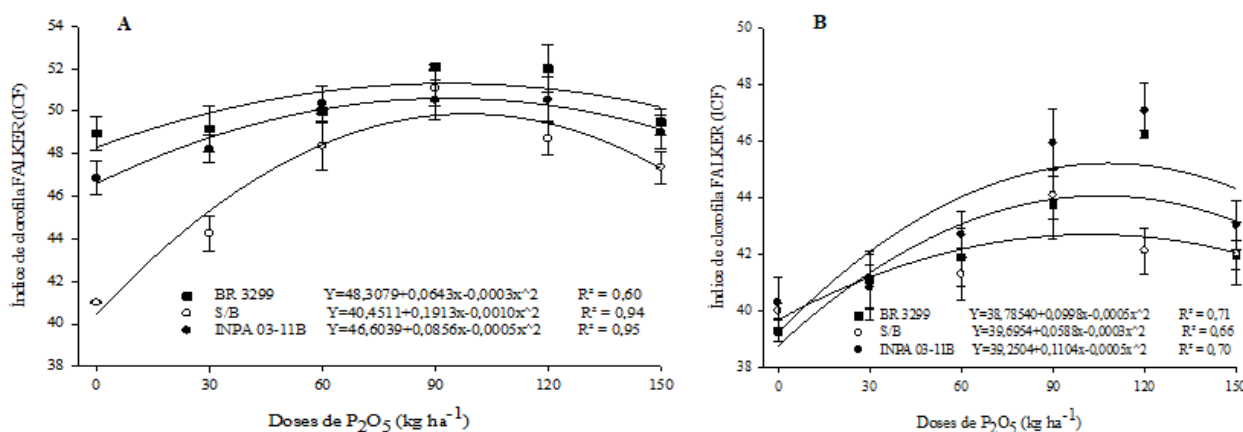 A
Índice de clorofila FALKER (ICF)
54
52
50
48
46
44
42
40
38
BR 3299 Y=48,3079+0,0643x-0,0003x^2 R² = 0,60
S/B Y=40,4511+0,1913x-0,0010x^2 R² = 0,94
INPA 03-11B Y=46,6039+0,0856x-0,0005x^2 R² = 0,95
0 30 60 90 120 150
Doses de P2O5 (kg ha-1)
B
Índice de clorofila FALKER (ICF)
50
48
46
44
42
40
38
BR 3299 Y=38,78540+0,0998x-0,0005x^2 R² = 0,71
S/B Y=39,6954+0,0588x-0,0003x^2 R² = 0,66
INPA 03-11B Y=39,2504+0,1104x-0,0005x^2 R² = 0,70
0 30 60 90 120 150
Doses de P2O5 (kg ha-1)